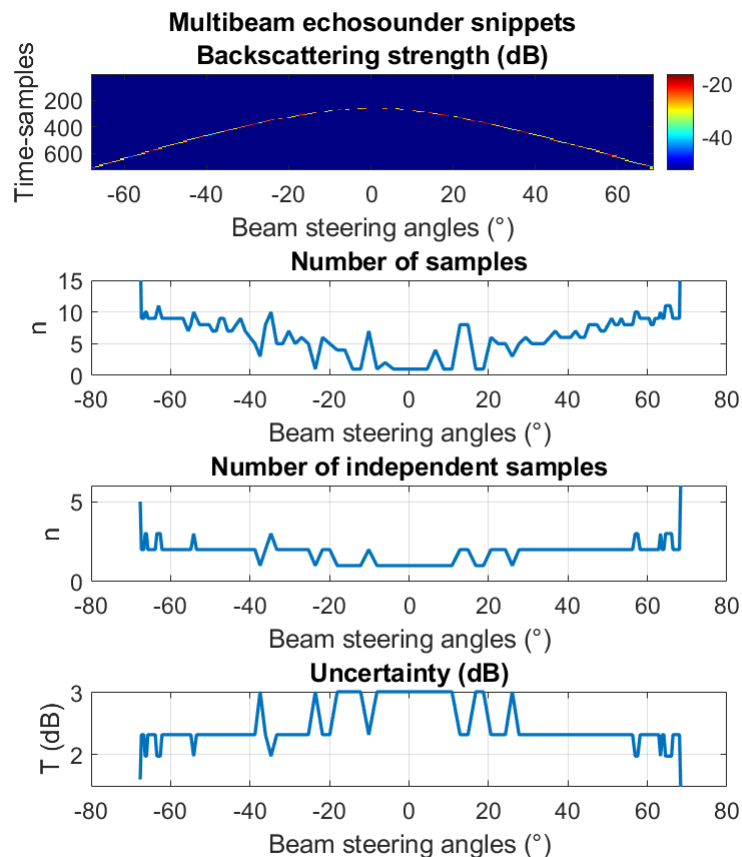 Multibeam echosounder snippets
Backscattering strength (dB)
Time-samples
200
400
600
-20
-40
-60 -40 -20 0 20 40 60
Beam steering angles (°)
Number of samples
n
15
10
5
0
-80 -60 -40 -20 0 20 40 60 80
Beam steering angles (°)
Number of independent samples
n
5
0
-80 -60 -40 -20 0 20 40 60 80
Beam steering angles (°)
Uncertainty (dB)
T (dB)
3
2
-80 -60 -40 -20 0 20 40 60 80
Beam steering angles (°)